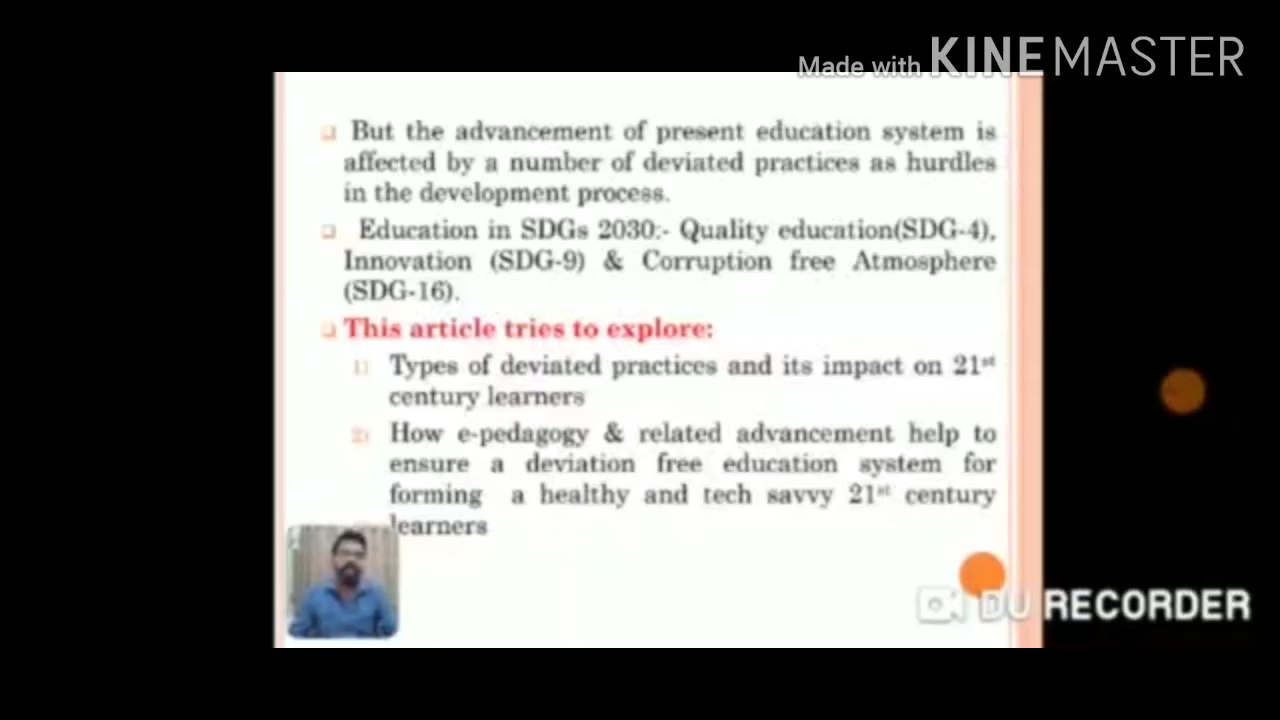 Made with KINEMASTER
But the advancement of present education system is
affected by a number of deviated practices as hurdles
in the development process.
Education in SDGs 2030:- Quality education(SDG-4),
Innovation (SDG-9) & Corruption free Atmosphere
(SDG-16).
This article tries to explore:
1) Types of deviated practices and its impact on 21st
century learners
2) How e-pedagogy & related advancement help to
ensure a deviation free education system for
forming a healthy and tech savvy 21st century
learners
DU RECORDER